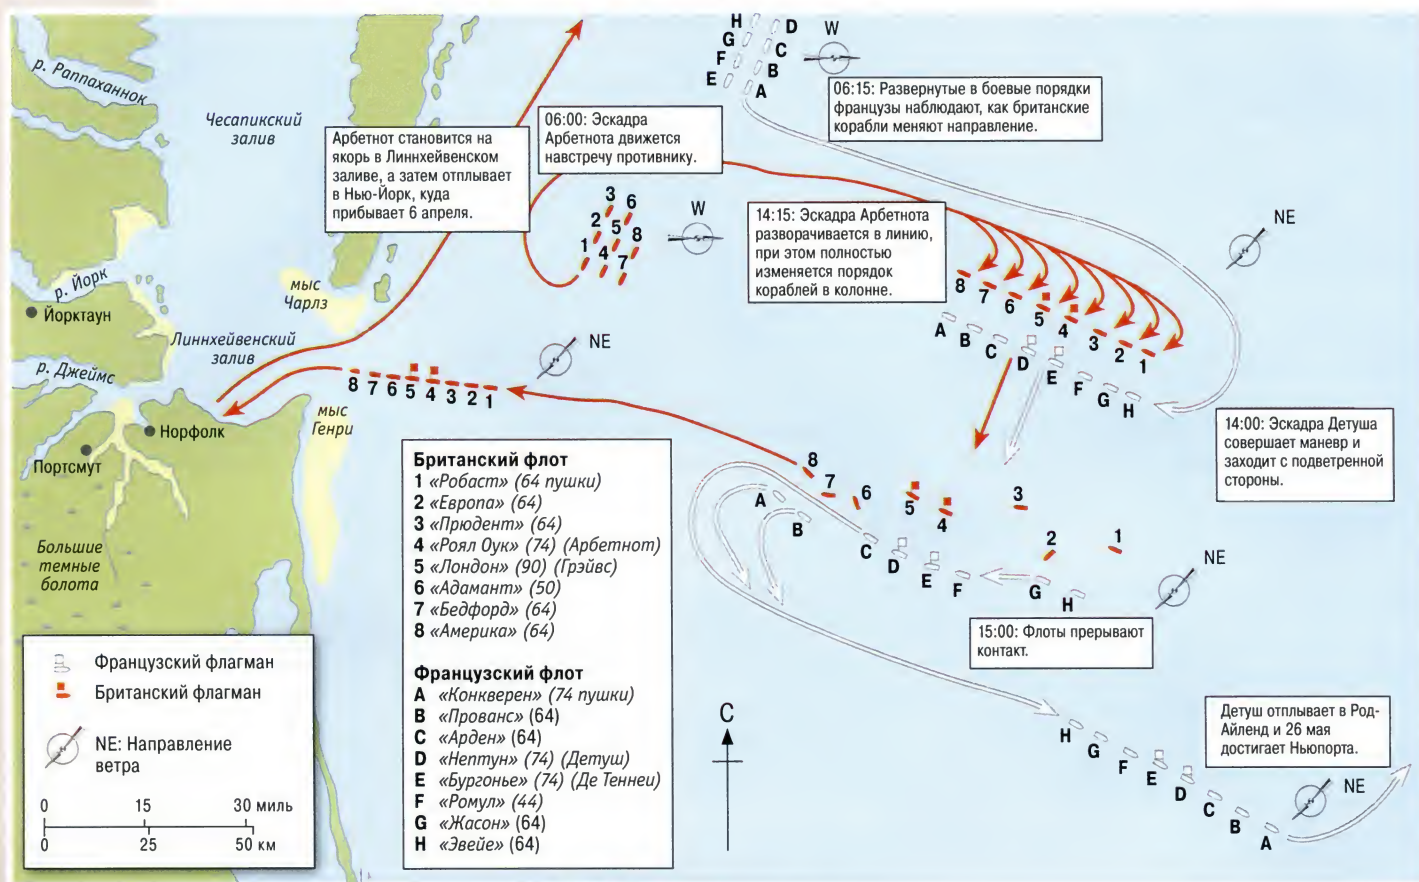 р. Раппаханнок
Чесапикский
залив
р. Йорк
Йорктаун
мыс
Чарлз
Линнхейвенский
залив
р. Джеймс
Норфолк
Портсмут
мыс
Генри
Большие
темные
болота
Арбетнот становится на
якорь в Линнхейвенском
заливе, а затем отплывает
в Нью-Йорк, куда
прибывает 6 апреля.
06:00: Эскадра
Арбетнота движется
навстречу противнику.
3 6
2 5 8
1 4 7
W
H D
G C
F B
E A
W
06:15: Развернутые в боевые порядки
французы наблюдают, как британские
корабли меняют направление.
14:15: Эскадра Арбетнота
разворачивается в линию,
при этом полностью
изменяется порядок
кораблей в колонне.
NE
8 7 6 5 4 3 2 1
A B C D E F G H
14:00: Эскадра Детуша
совершает маневр и
заходит с подветренной
стороны.
NE
8 7 6 5 4 3 2 1
8 7 6 5 4 3 2 1
A B C D E F G H
NE
15:00: Флоты прерывают
контакт.
Британский флот
1 «Робаст» (64 пушки)
2 «Европа» (64)
3 «Прюдент» (64)
4 «Роял Оук» (74) (Арбетнот)
5 «Лондон» (90) (Грэйвс)
6 «Адамант» (50)
7 «Бедфорд» (64)
8 «Америка» (64)
Французский флот
A «Конкверен» (74 пушки)
B «Прованс» (64)
C «Арден» (64)
D «Нептун» (74) (Детуш)
E «Бургонье» (74) (Де Теннеи)
F «Ромул» (44)
G «Жасон» (64)
H «Эвейе» (64)
Французский флагман
Британский флагман
NE: Направление
ветра
0 15 30 миль
0 25 50 км
С
H G F E D C B A
Детуш отплывает в Род-
Айленд и 26 мая
достигает Ньюпорта.
NE